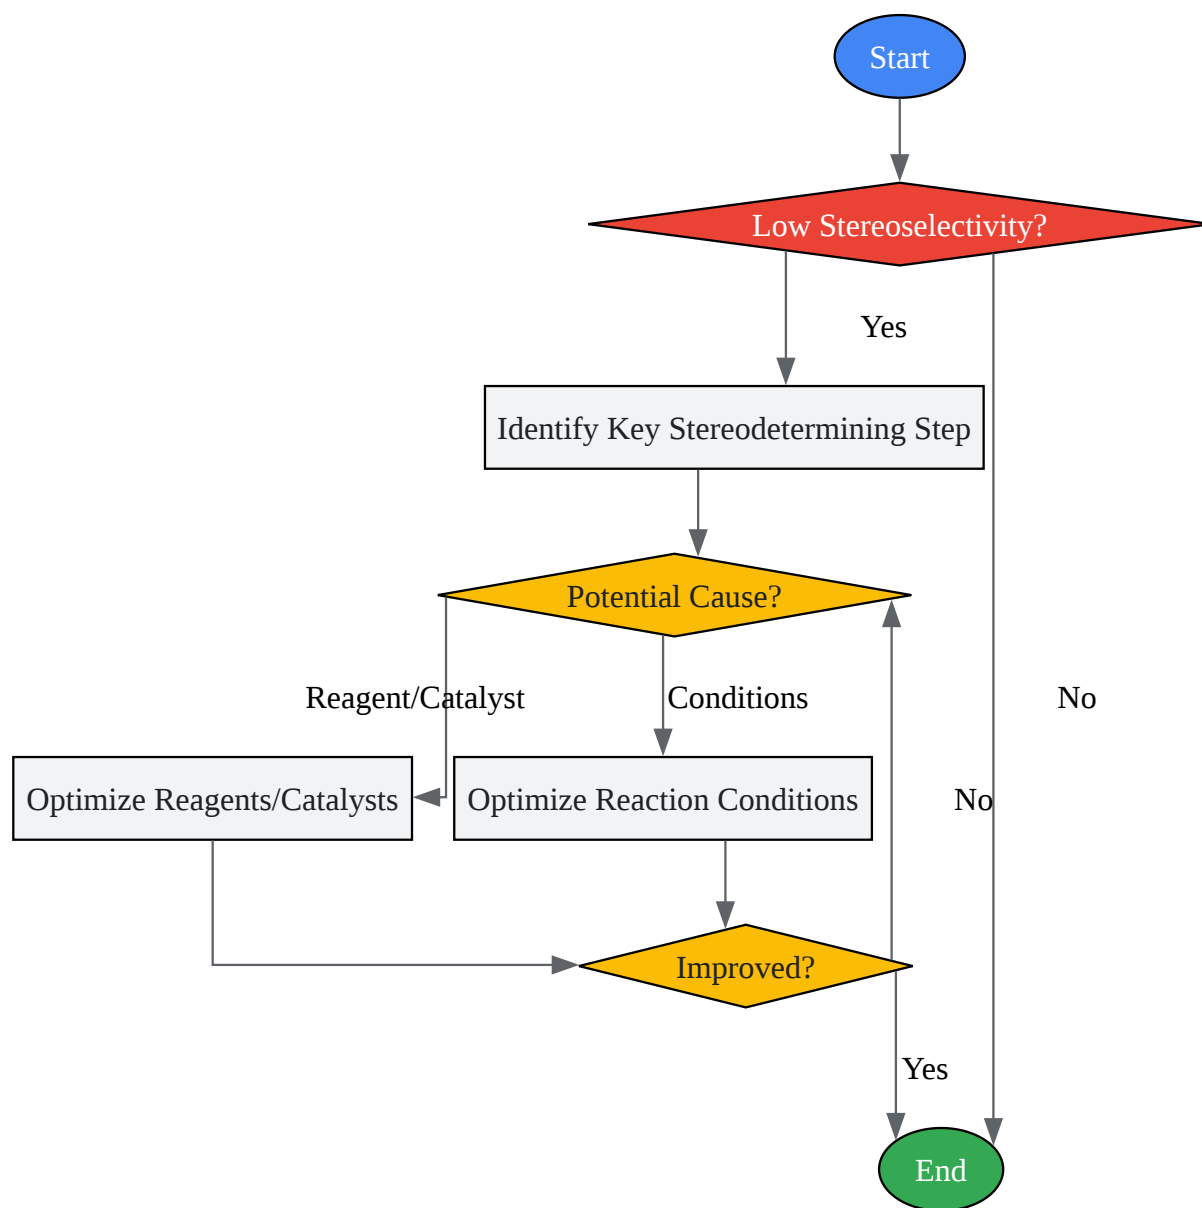 Start
Low Stereoselectivity?
Yes
Identify Key Stereodetermining Step
Potential Cause?
Reagent/Catalyst
Conditions
No
Optimize Reagents/Catalysts
Optimize Reaction Conditions
No
Improved?
Yes
End